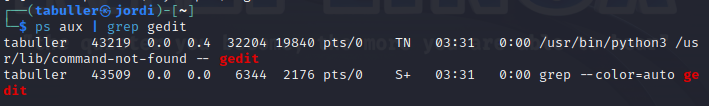 ┌──(tabuller㉿jordi)-[~]
└─$ ps aux | grep gedit
tabuller   43219  0.0  0.4  32204 19840 pts/0    TN   03:31   0:00 /usr/bin/python3 /us
r/lib/command-not-found -- gedit
tabuller   43509  0.0  0.0   6344  2176 pts/0    S+   03:31   0:00 grep --color=auto ge
dit